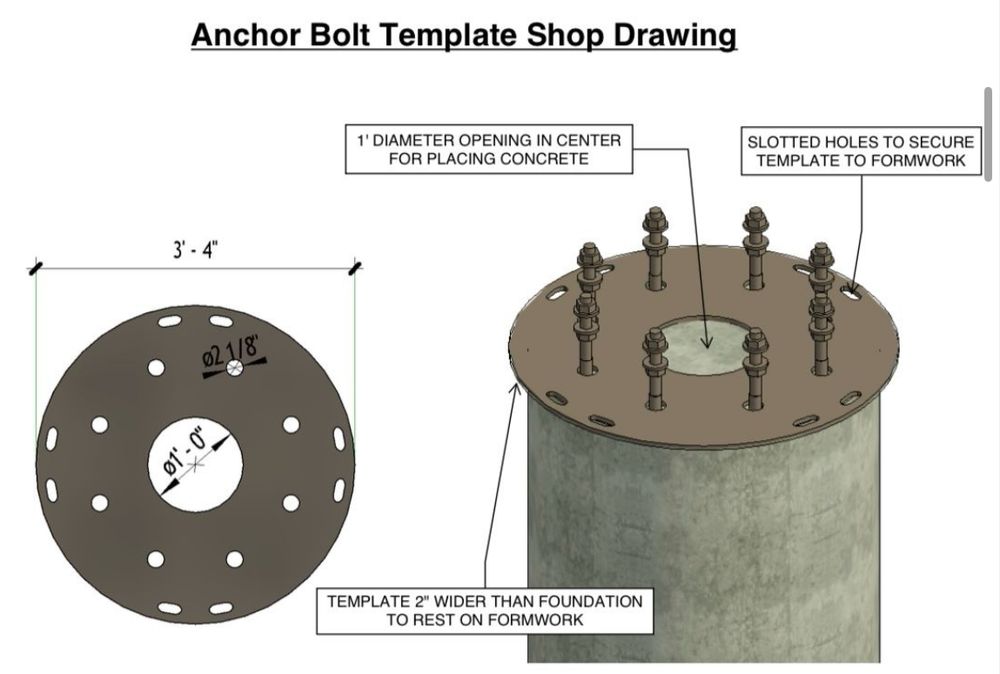 Anchor Bolt Template Shop Drawing
1' DIAMETER OPENING IN CENTER
FOR PLACING CONCRETE
SLOTTED HOLES TO SECURE
TEMPLATE TO FORMWORK
3' - 4"
ø2 1/8"
ø1' - 0"
TEMPLATE 2" WIDER THAN FOUNDATION
TO REST ON FORMWORK